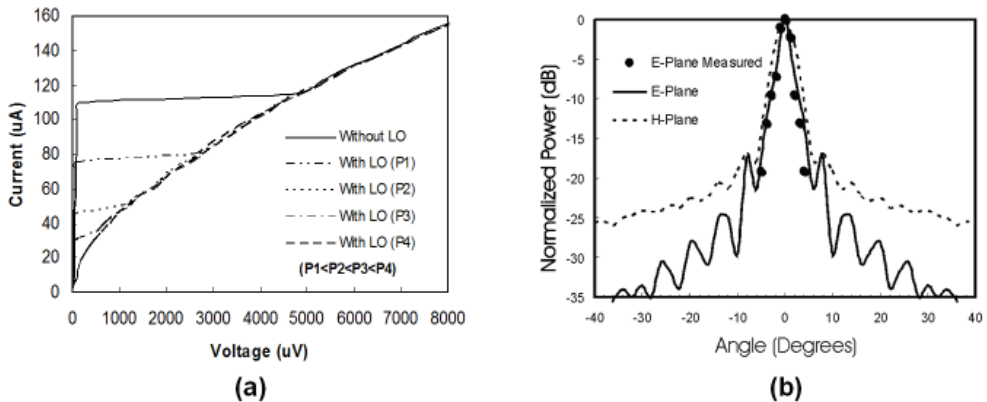 160
140
120
100
80
60
40
20
0
Current (uA)
Without LO
With LO (P1)
With LO (P2)
With LO (P3)
With LO (P4)
(P1<P2<P3<P4)
0 1000 2000 3000 4000 5000 6000 7000 8000
Voltage (uV)
(a)
0
-5
-10
-15
-20
-25
-30
-35
Normalized Power (dB)
E-Plane Measured
E-Plane
H-Plane
-40 -30 -20 -10 0 10 20 30 40
Angle (Degrees)
(b)